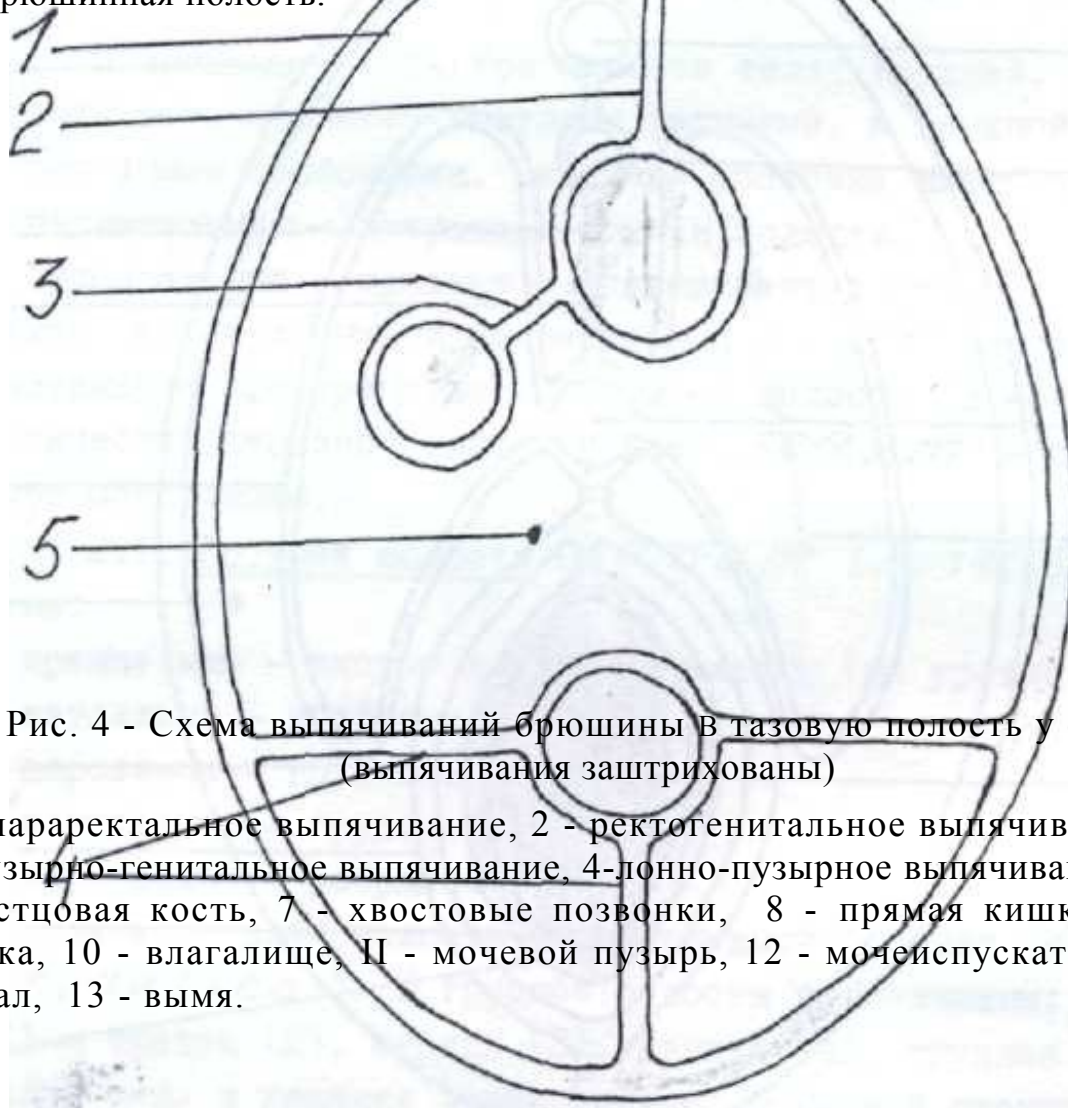 рюшинная полость.
1
2
3
5
Рис. 4 - Схема выпячиваний брюшины в тазовую полость у
(выпячивания заштрихованы)
параректальное выпячивание, 2 - ректогенитальное выпячив
зырно-генитальное выпячивание, 4-лонно-пузырное выпячива
4
стцовая кость, 7 - хвостовые позвонки, 8 - прямая кишк
ка, 10 - влагалище, II - мочевой пузырь, 12 - мочеиспускат
ал, 13 - вымя.